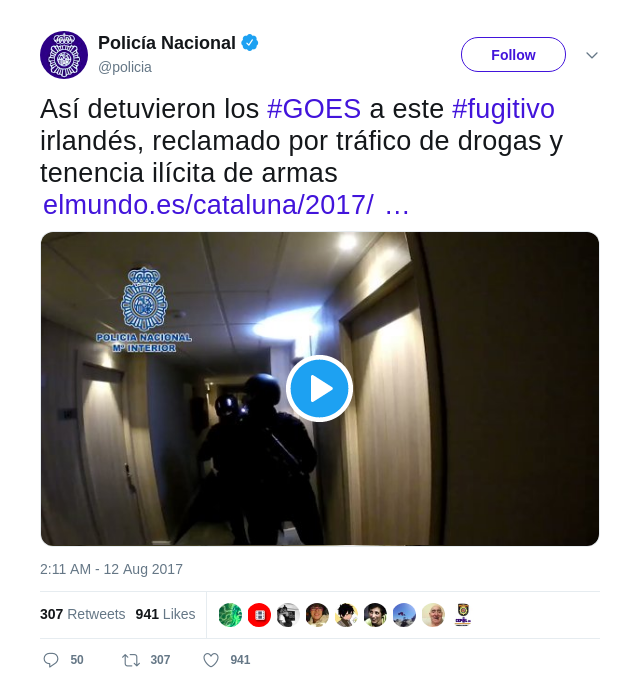 Policía Nacional
@policia
Follow
Así detuvieron los #GOES a este #fugitivo
irlandés, reclamado por tráfico de drogas y
tenencia ilícita de armas
elmundo.es/cataluna/2017/ …
POLICIA NACIONAL
Mº INTERIOR
2:11 AM - 12 Aug 2017
307 Retweets 941 Likes
50 307 941